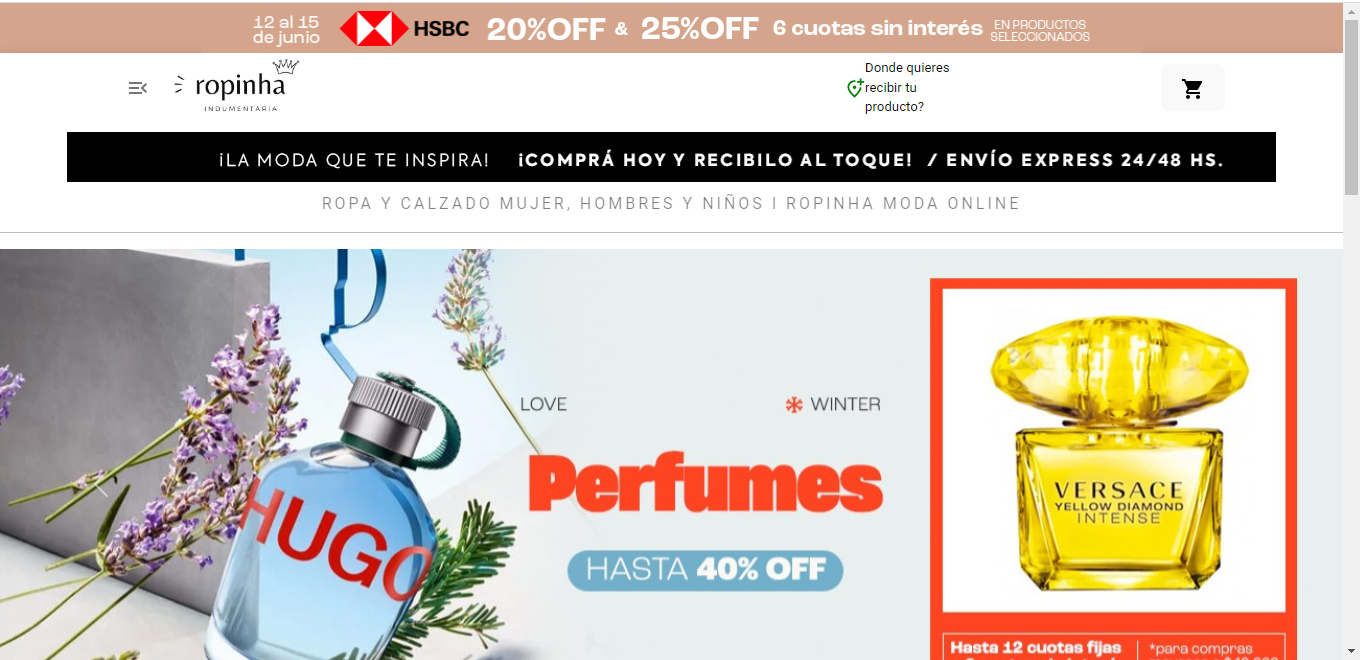 12 al 15
de junio
HSBC
20%OFF & 25%OFF
6 cuotas sin interés
EN PRODUCTOS
SELECCIONADOS
ropinha
INDUMENTARIA
Donde quieres
recibir tu
producto?
¡LA MODA QUE TE INSPIRA! ¡COMPRÁ HOY Y RECIBILO AL TOQUE! / ENVÍO EXPRESS 24/48 HS.
ROPA Y CALZADO MUJER, HOMBRES Y NIÑOS I ROPINHA MODA ONLINE
LOVE
WINTER
Perfumes
HASTA 40% OFF
HUGO
VERSACE
YELLOW DIAMOND
INTENSE
Hasta 12 cuotas fijas
*para compras